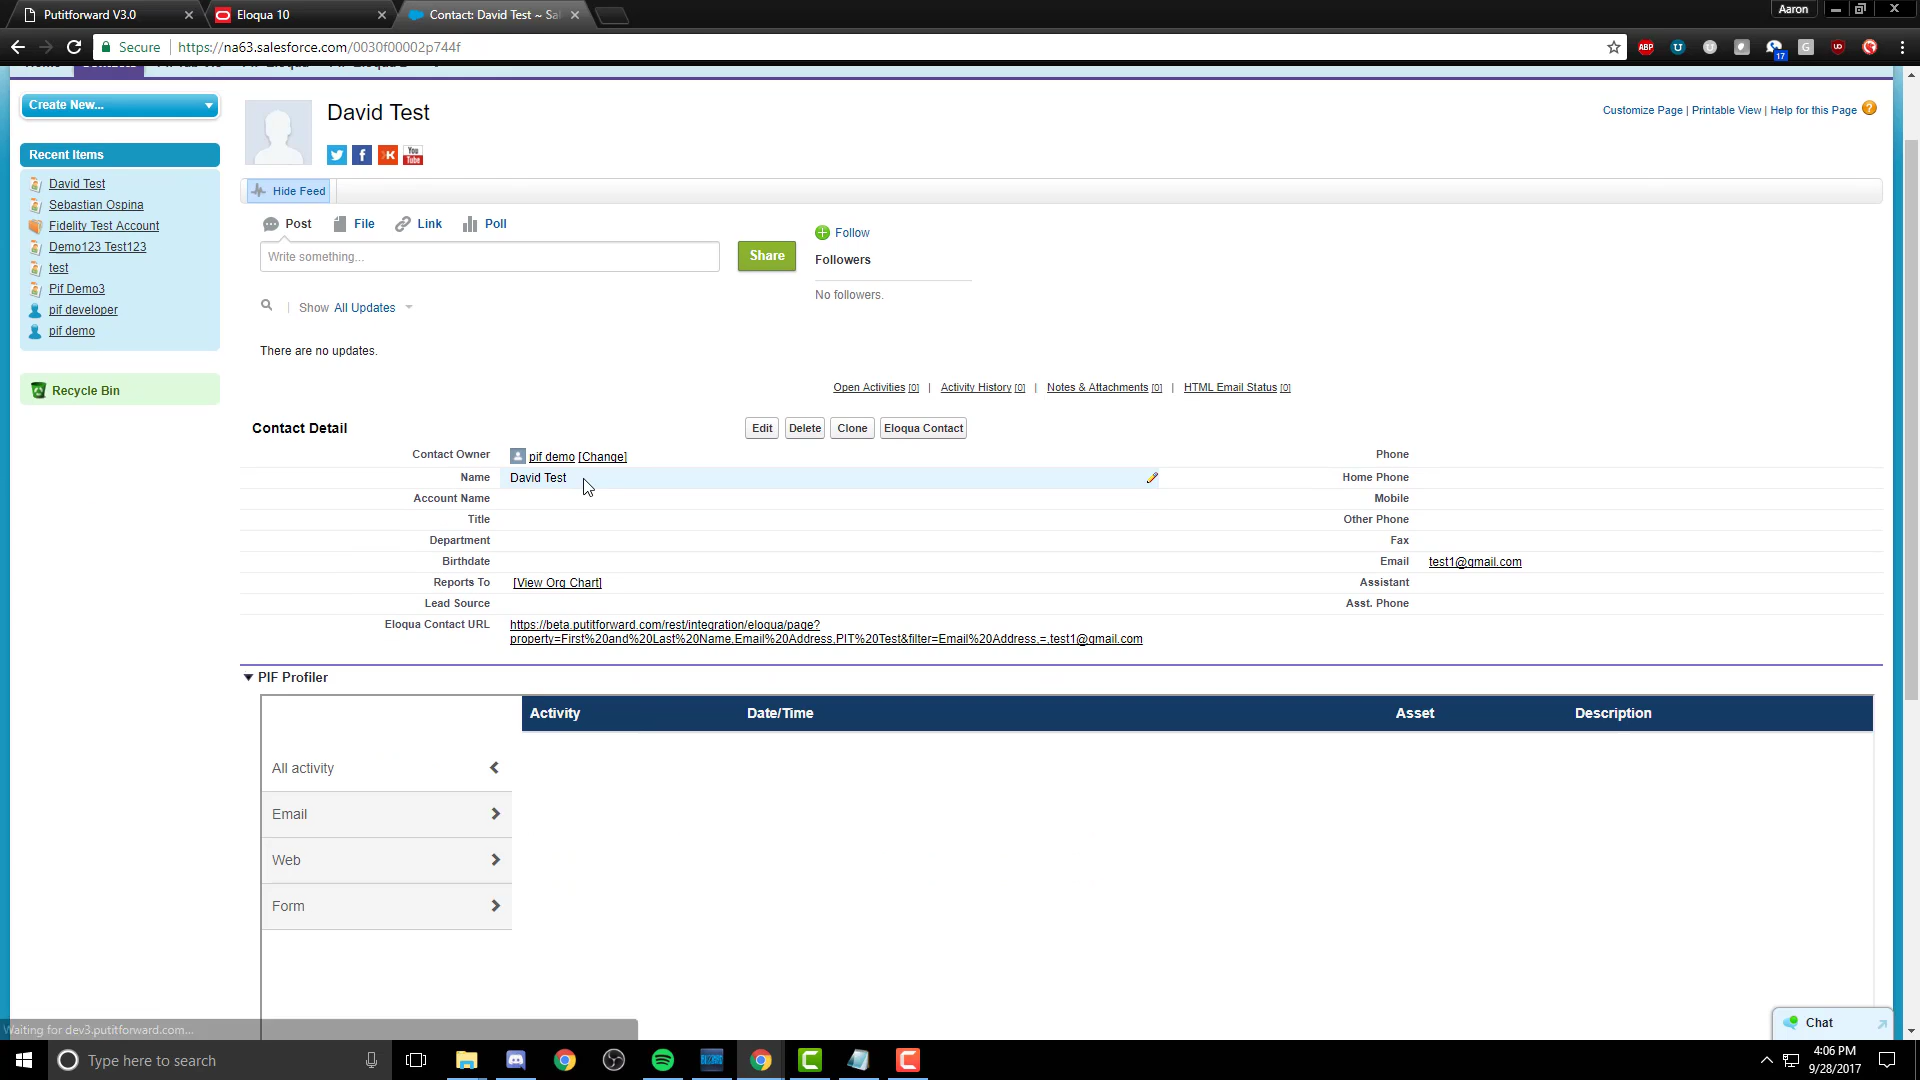 Putitforward V3.0
Eloqua 10
Contact: David Test ~ Sa
Aaron
Secure
https://na63.salesforce.com/0030f00002p744f
ABP
17
G
Create New...
David Test
Customize Page | Printable View | Help for this Page
You Tube
Recent Items
David Test
Sebastian Ospina
Fidelity Test Account
Demo123 Test123
test
Pif Demo3
pif developer
pif demo
Recycle Bin
Hide Feed
Post File Link Poll
Write something...
Share
Follow
Followers
No followers.
Show All Updates
There are no updates.
Open Activities [0] | Activity History [0] | Notes & Attachments [0] | HTML Email Status [0]
Contact Detail
Edit Delete Clone Eloqua Contact
Contact Owner pif demo [Change] Phone
Name David Test Home Phone
Account Name Mobile
Title Other Phone
Department Fax
Birthdate Email test1@gmail.com
Reports To [View Org Chart] Assistant
Lead Source Asst. Phone
Eloqua Contact URL https://beta.putitforward.com/rest/integration/eloqua/page?
property=First%20and%20Last%20Name,Email%20Address,PIT%20Test&filter=Email%20Address,=,test1@gmail.com
PIF Profiler
Activity Date/Time Asset Description
All activity
Email
Web
Form
Waiting for dev3.putitforward.com...
Chat
Type here to search
4:06 PM
9/28/2017